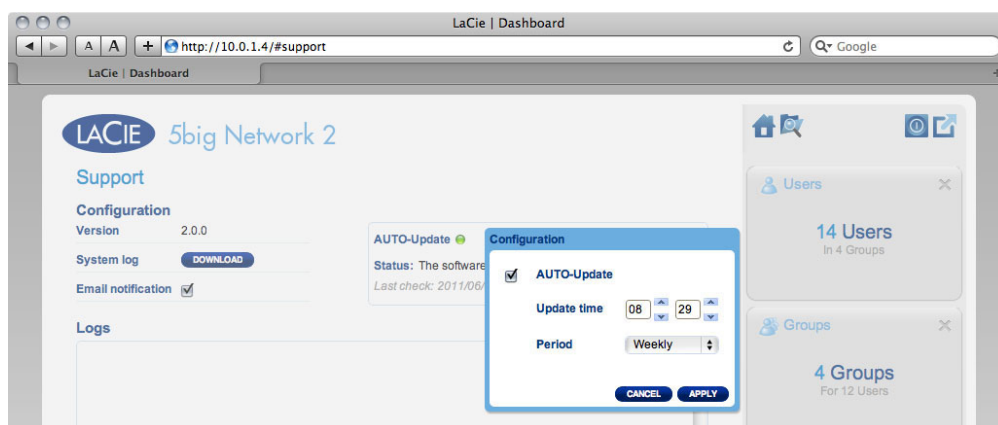 LaCie | Dashboard
A A + http://10.0.1.4/#support Google
LaCie | Dashboard
LACIE 5big Network 2
Support
Configuration
Version 2.0.0
System log DOWNLOAD
Email notification
Logs
AUTO-Update
Status: The software
Last check: 2011/06/
Configuration
AUTO-Update
Update time 08 29
Period Weekly
CANCEL APPLY
Users
14 Users
In 4 Groups
Groups
4 Groups
For 12 Users